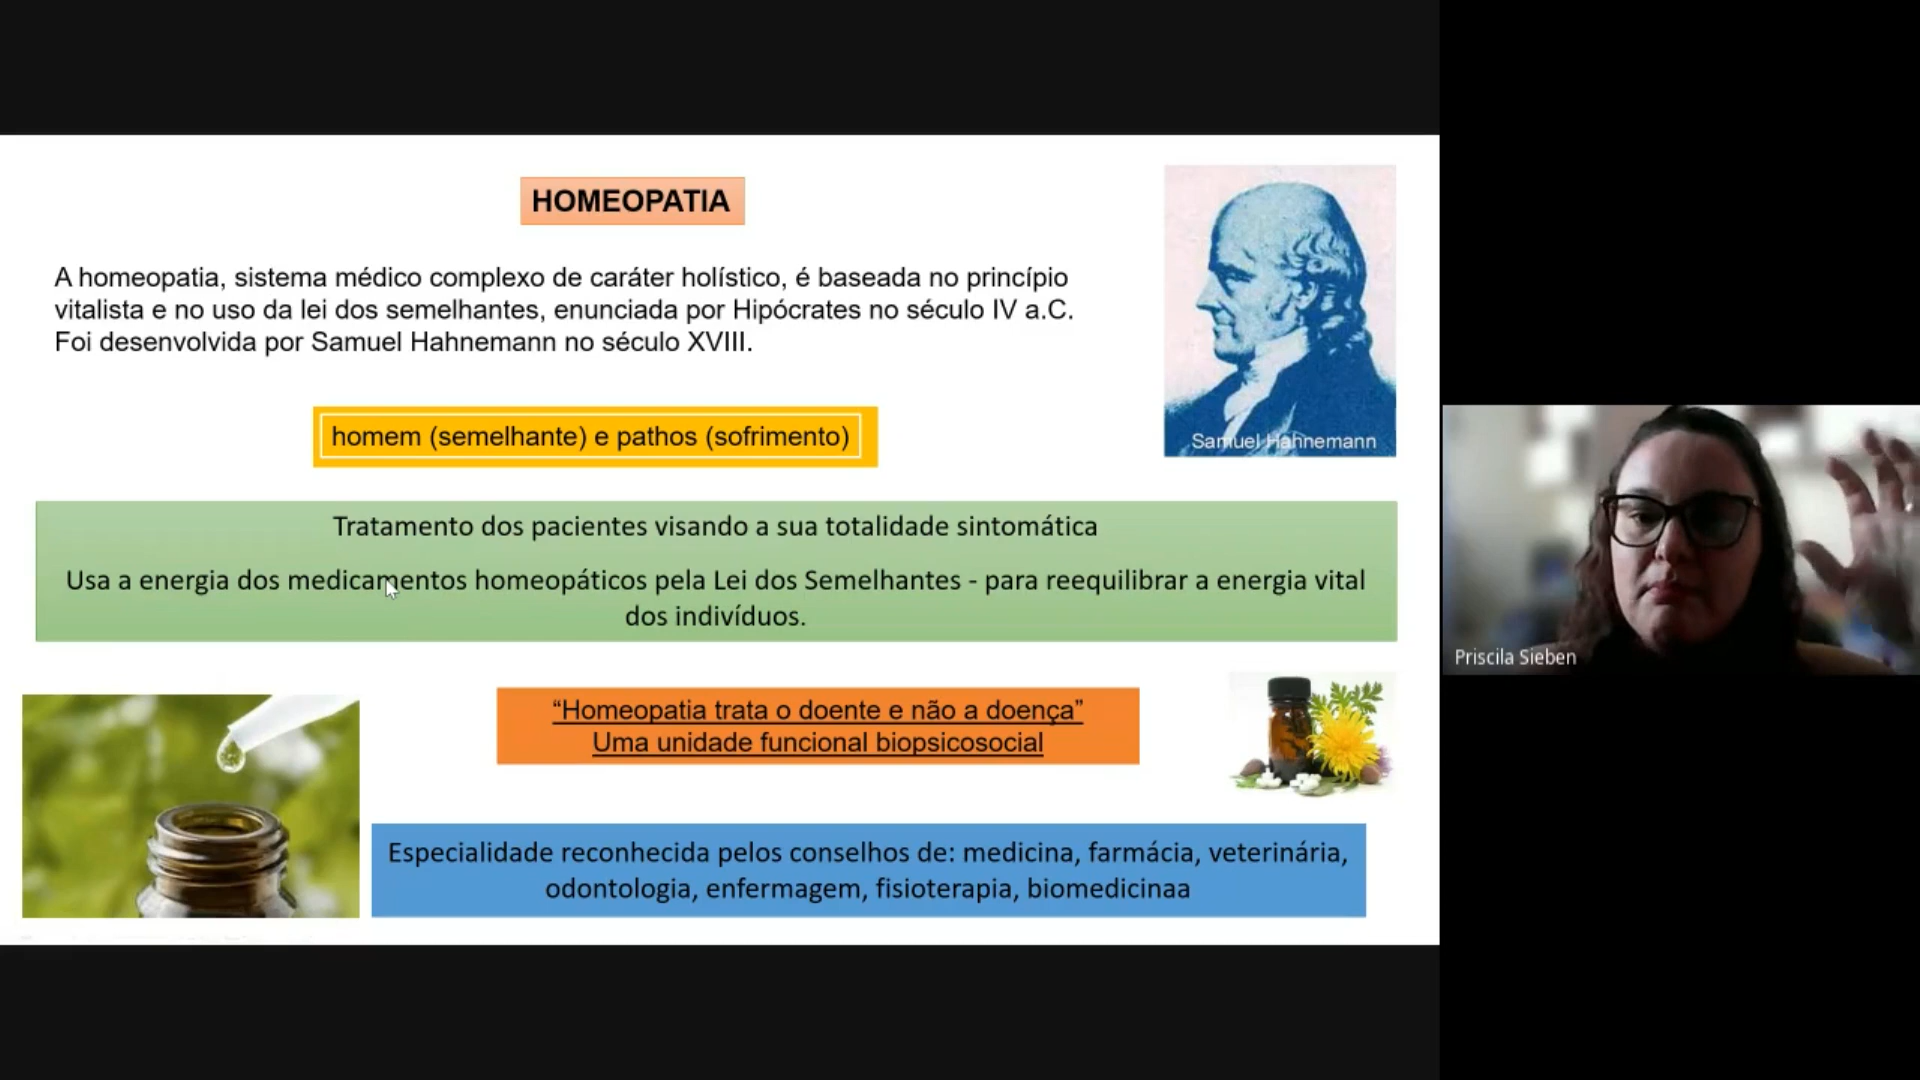 HOMEOPATIA
A homeopatia, sistema médico complexo de caráter holístico, é baseada no princípio
vitalista e no uso da lei dos semelhantes, enunciada por Hipócrates no século IV a.C.
Foi desenvolvida por Samuel Hahnemann no século XVIII.
Samuel Hahnemann
homem (semelhante) e pathos (sofrimento)
Tratamento dos pacientes visando a sua totalidade sintomática
Usa a energia dos medicamentos homeopáticos pela Lei dos Semelhantes - para reequilibrar a energia vital
dos indivíduos.
“Homeopatia trata o doente e não a doença”
Uma unidade funcional biopsicosocial
Especialidade reconhecida pelos conselhos de: medicina, farmácia, veterinária,
odontologia, enfermagem, fisioterapia, biomedicinaa
Priscila Sieben